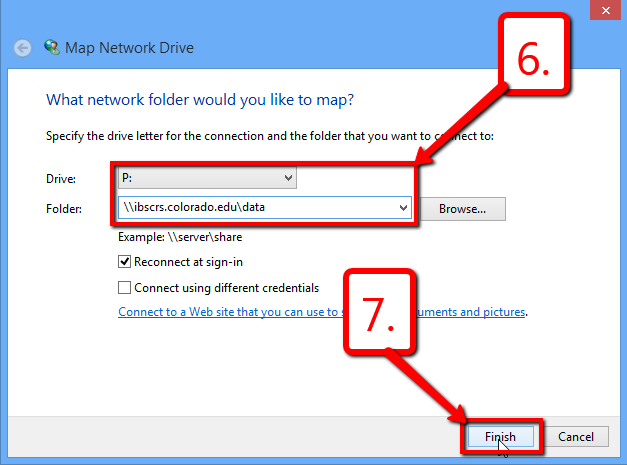 Map Network Drive
6.
What network folder would you like to map?
Specify the drive letter for the connection and the folder that you want to connect to:
Drive: P:
Folder: \\ibscrs.colorado.edu\data Browse...
Example: \\server\share
Reconnect at sign-in
Connect using different credentials
Connect to a Web site that you can use to pictures.
7.
Finish Cancel